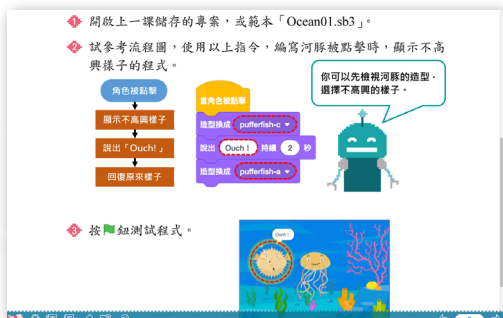 1 開啟上一課儲存的專案，或範本「Ocean01.sb3」。
2 試參考流程圖，使用以上指令，編寫河豚被點擊時，顯示不高
興樣子的程式。
角色被點擊
顯示不高興樣子
說出「Ouch!」
回復原來樣子
當角色被點擊
造型換成 pufferfish-c
說出 Ouch! 持續 2 秒
造型換成 pufferfish-a
你可以先檢視河豚的造型，
選擇不高興的樣子。
3 按 鈕測試程式。
Ouch!